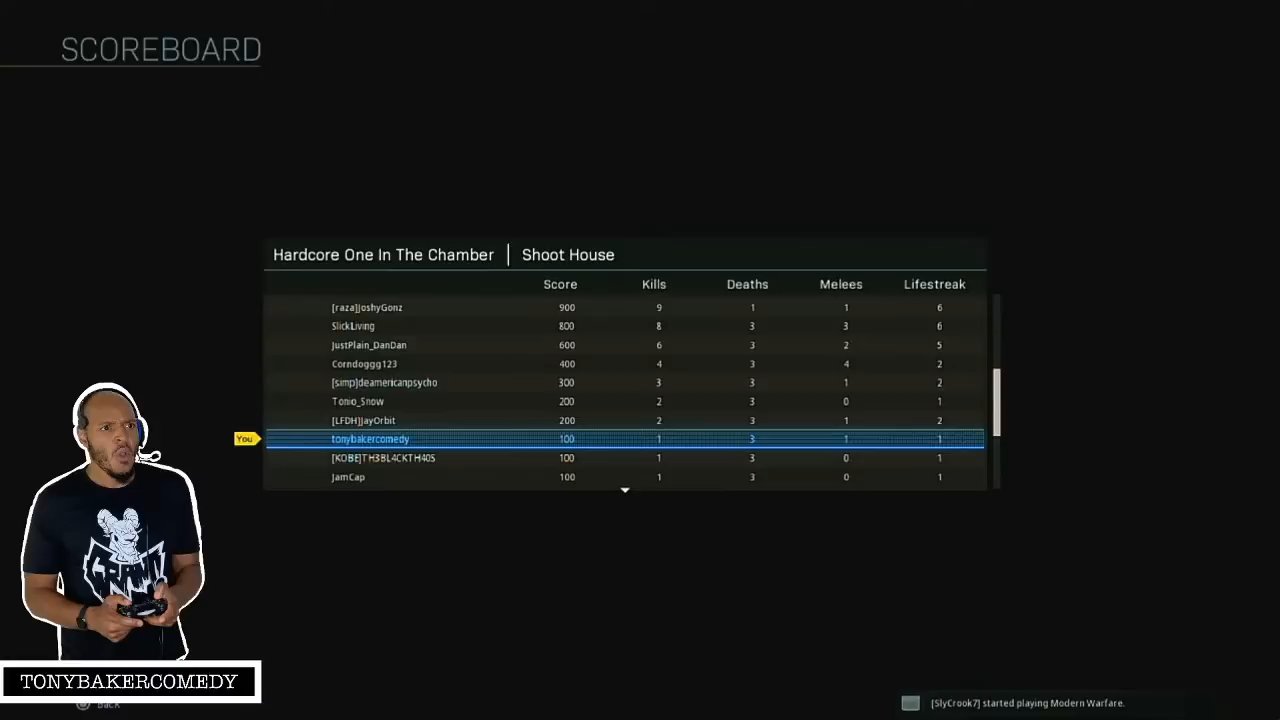 SCOREBOARD
Hardcore One In The Chamber | Shoot House
Score Kills Deaths Melees Lifestreak
[raza]JoshyGonz 900 9 1 1 6
SlickLiving 800 8 3 3 6
JustPlain_DanDan 600 6 3 2 5
Corndoggg123 400 4 3 4 2
[simp]deamericanpsycho 300 3 3 1 2
Tonio_Snow 200 2 3 0 1
[LFDH]JayOrbit 200 2 3 1 2
You tonybakercomedy 100 1 3 1 1
[KOBE]TH3BL4CKTH40S 100 1 3 0 1
JamCap 100 1 3 0 1
TONYBAKERCOMEDY
Back
[SlyCrook7] started playing Modern Warfare.